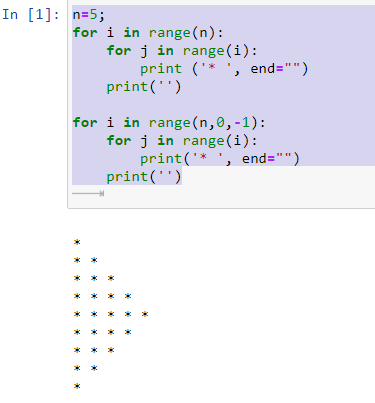 In [1]: n=5;
for i in range(n):
    for j in range(i):
        print ('* ', end="")
    print('')

for i in range(n,0,-1):
    for j in range(i):
        print('* ', end="")
    print('')

*
* *
* * *
* * * *
* * * * *
* * * *
* * *
* *
*